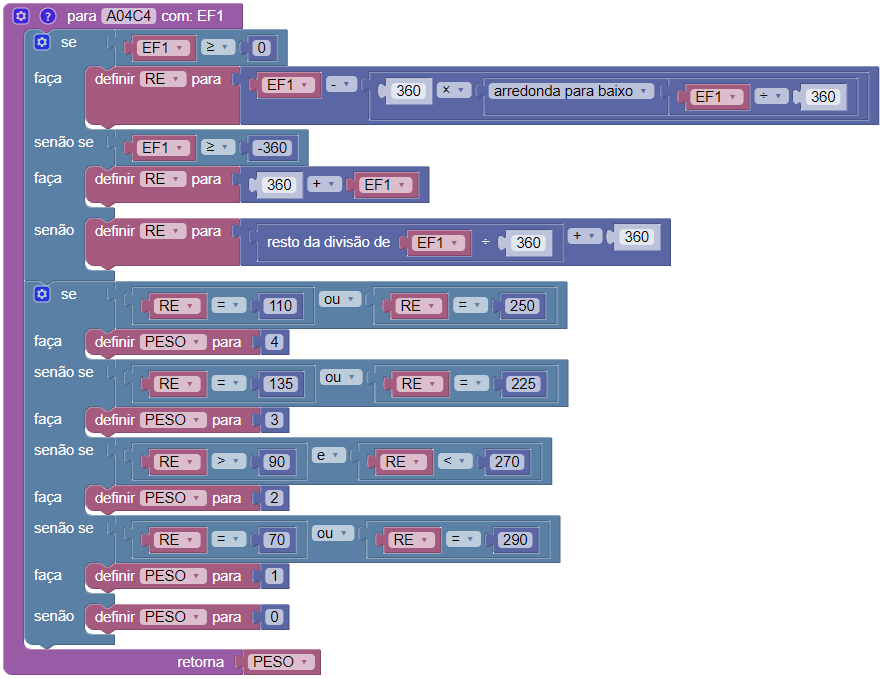 para A04C4 com: EF1
se EF1 ≥ 0
faça definir RE para EF1 - 360 × arredonda para baixo EF1 ÷ 360
senão se EF1 ≥ -360
faça definir RE para 360 + EF1
senão definir RE para resto da divisão de EF1 ÷ 360 + 360
se RE = 110 ou RE = 250
faça definir PESO para 4
senão se RE = 135 ou RE = 225
faça definir PESO para 3
senão se RE > 90 e RE < 270
faça definir PESO para 2
senão se RE = 70 ou RE = 290
faça definir PESO para 1
senão definir PESO para 0
retorna PESO